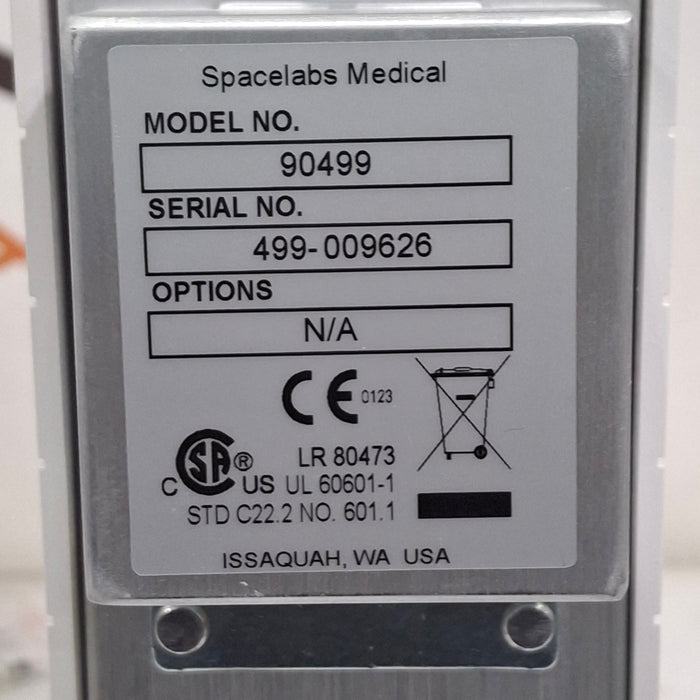 Spacelabs Medical
MODEL NO.
90499
SERIAL NO.
499-009626
OPTIONS
N/A
CE 0123
C SA ® US LR 80473
UL 60601-1
STD C22.2 NO. 601.1
ISSAQUAH, WA USA